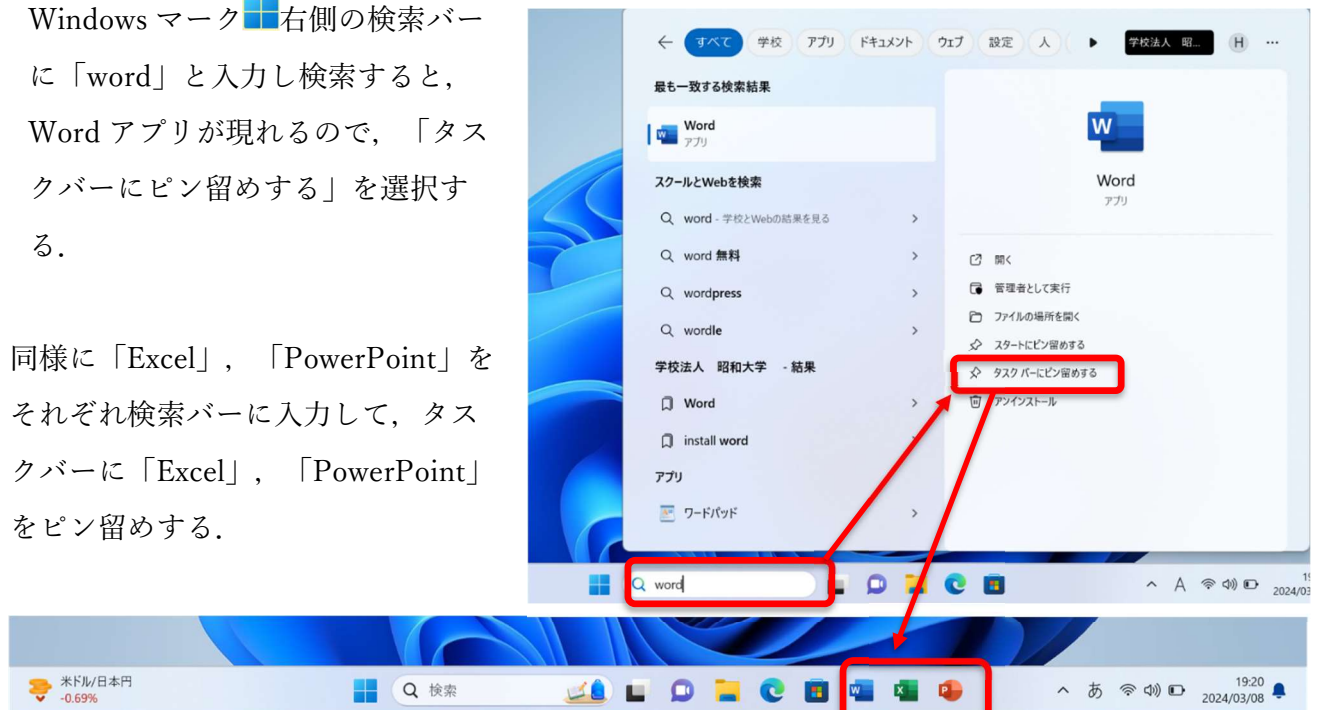 Windows マーク 右側の検索バー
に「word」と入力し検索すると，
Word アプリが現れるので，「タス
クバーにピン留めする」を選択す
る．
同様に「Excel」，「PowerPoint」を
それぞれ検索バーに入力して，タス
クバーに「Excel」，「PowerPoint」
をピン留めする．
すべて 学校 アプリ ドキュメント ウェブ 設定 人 学校法人 昭... H ...
最も一致する検索結果
Word
アプリ
スクールとWebを検索
word - 学校とWebの結果を見る
word 無料
wordpress
wordle
学校法人 昭和大学 - 結果
Word
install word
アプリ
ワードパッド
W
Word
アプリ
開く
管理者として実行
ファイルの場所を開く
スタートにピン留めする
タスク バーにピン留めする
アンインストール
word
A
2024/03
米ドル/日本円
-0.69%
検索
あ
19:20
2024/03/08